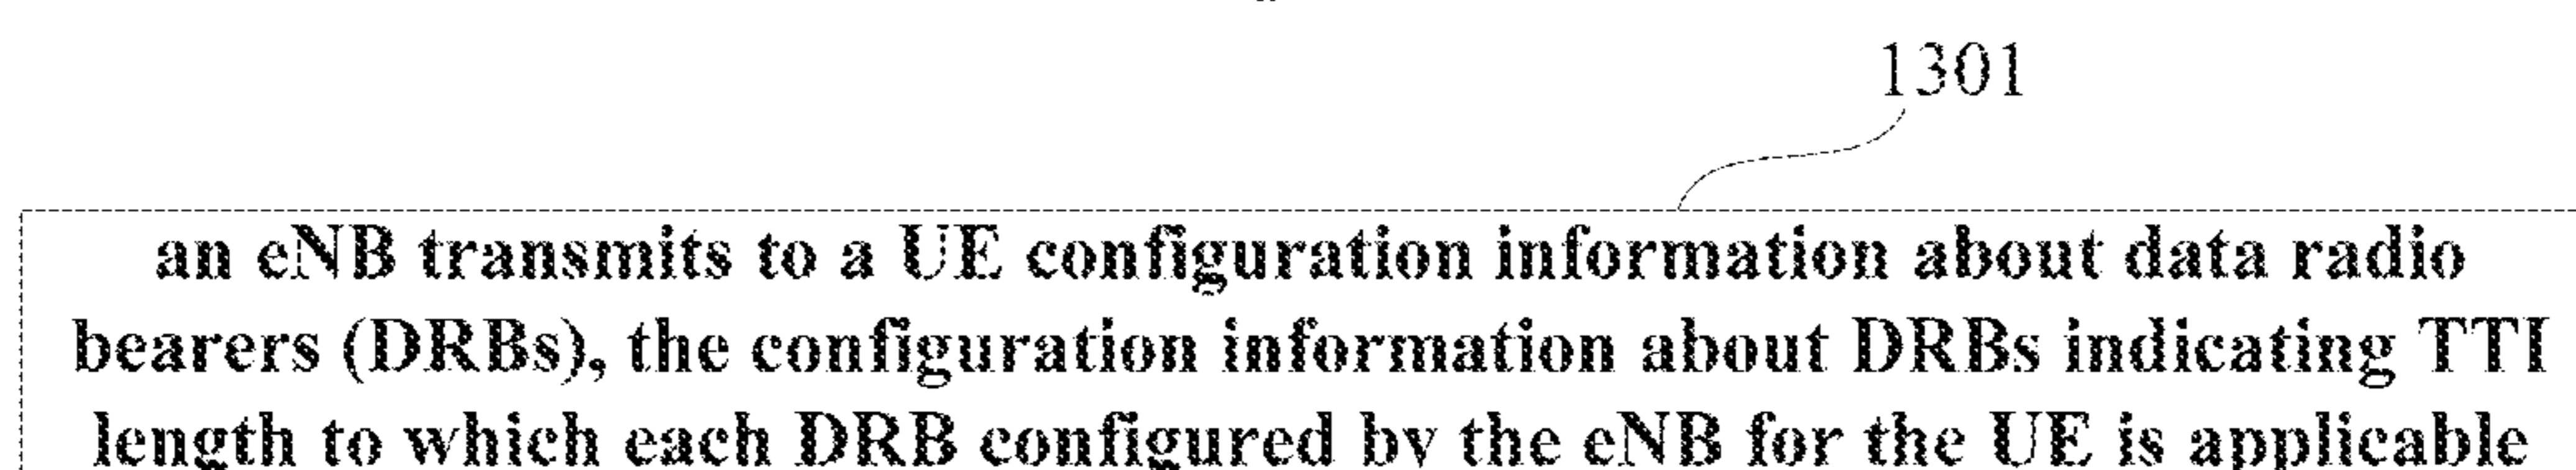 1301
an eNB transmits to a UE configuration information about data radio
bearers (DRBs), the configuration information about DRBs indicating TTI
length to which each DRB configured by the eNB for the UE is applicable